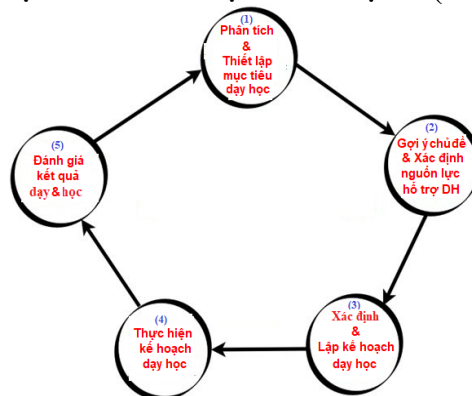 (1)
Phân tích
&
Thiết lập
mục tiêu
dạy học
(2)
Gợi ý chủ đề
& Xác định
nguồn lực
hỗ trợ DH
(3)
Xác định
&
Lập kế hoạch
dạy học
(4)
Thực hiện
kế hoạch
dạy học
(5)
Đánh giá
kết quả
dạy & học